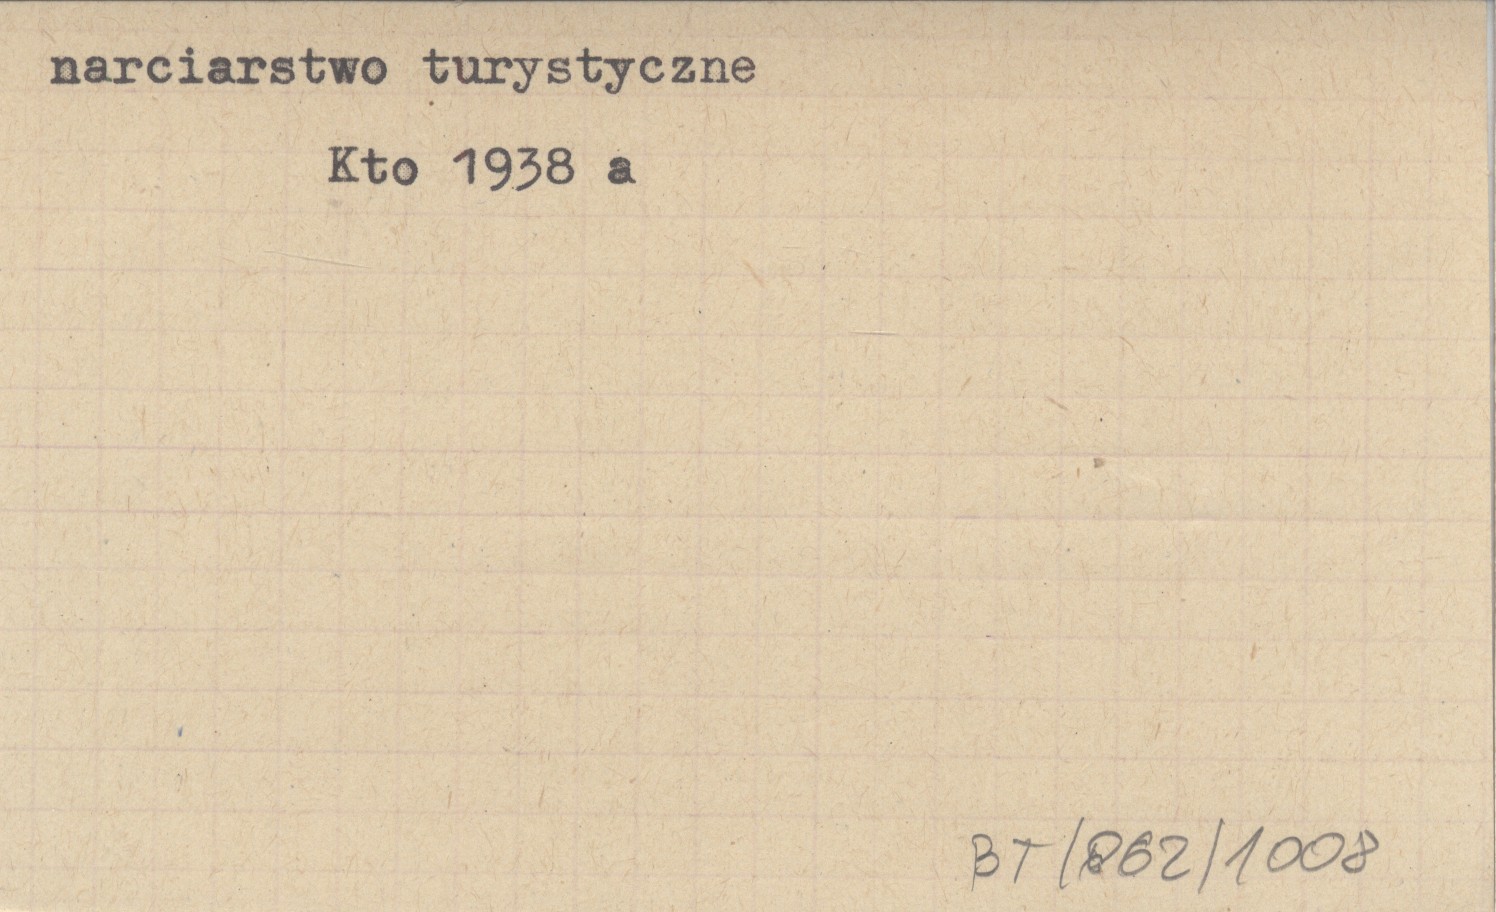 narciarstwo turystyczne
Kto 1938 a
BT/862/1008